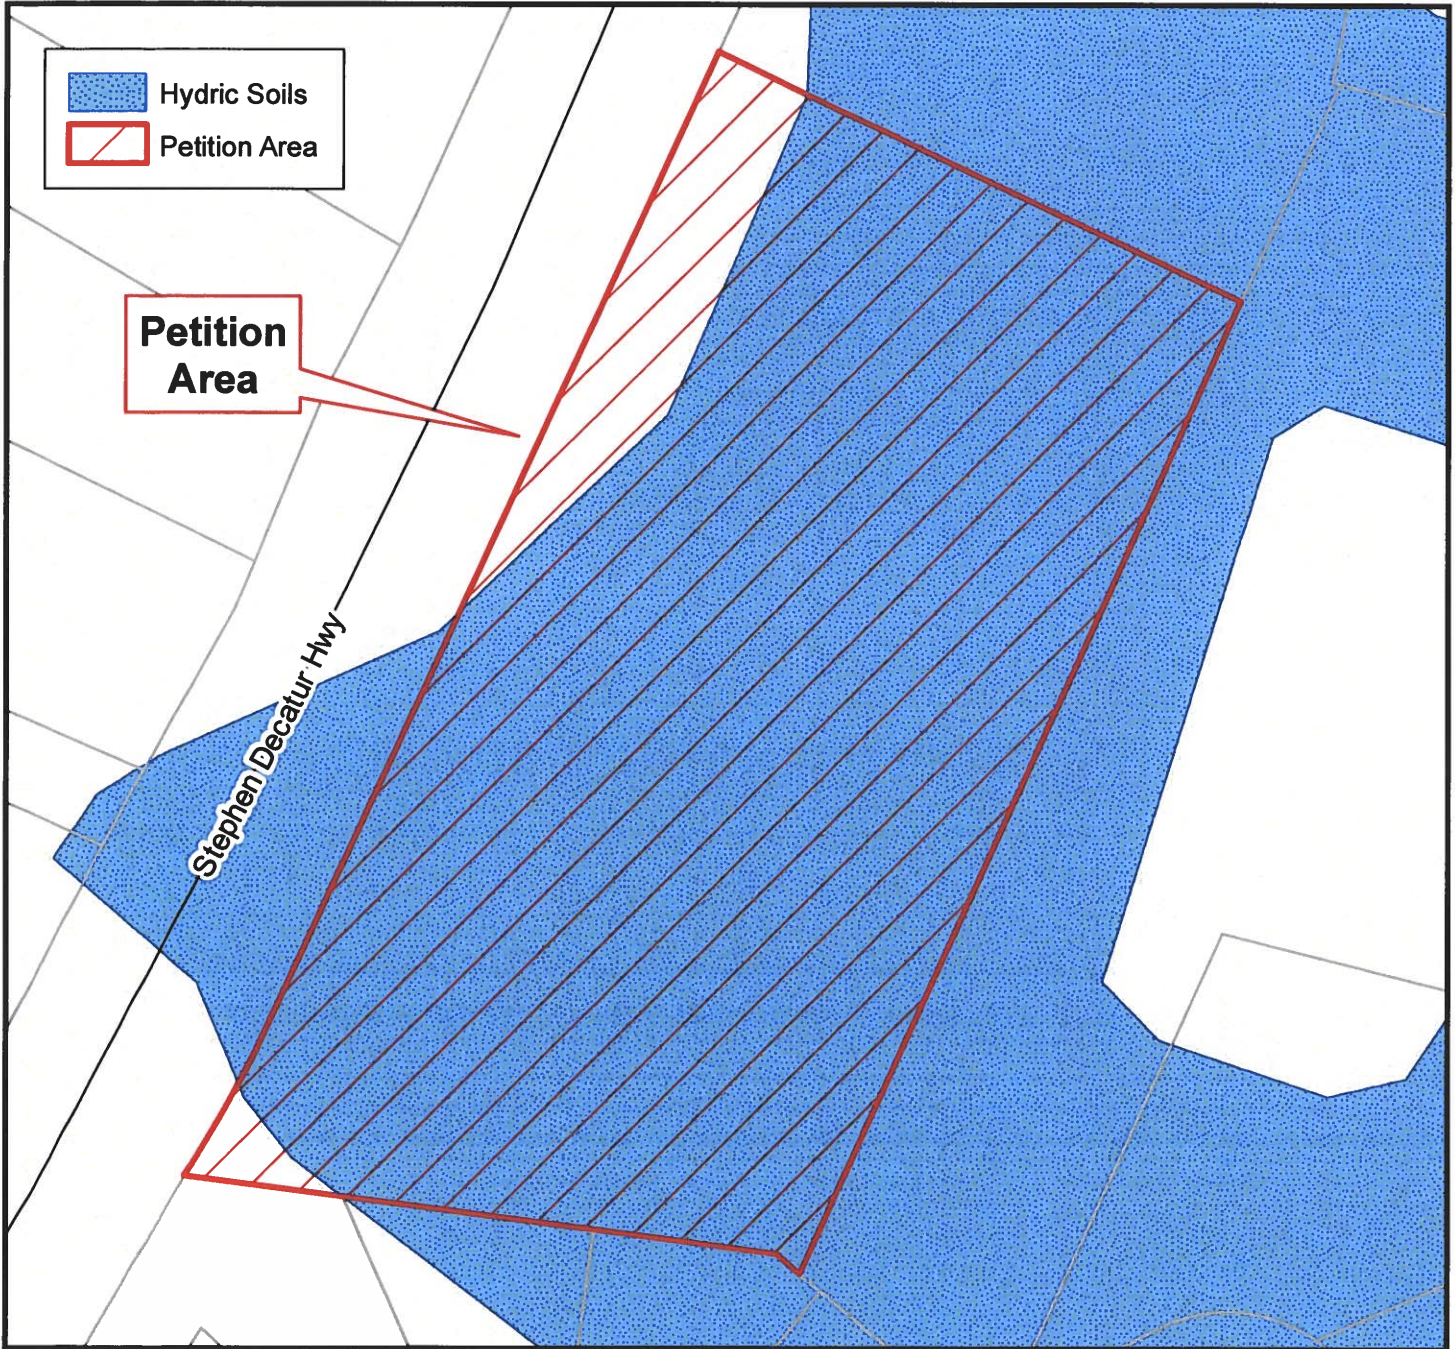 Hydric Soils
Petition Area
Petition
Area
Stephen Decatur Hwy